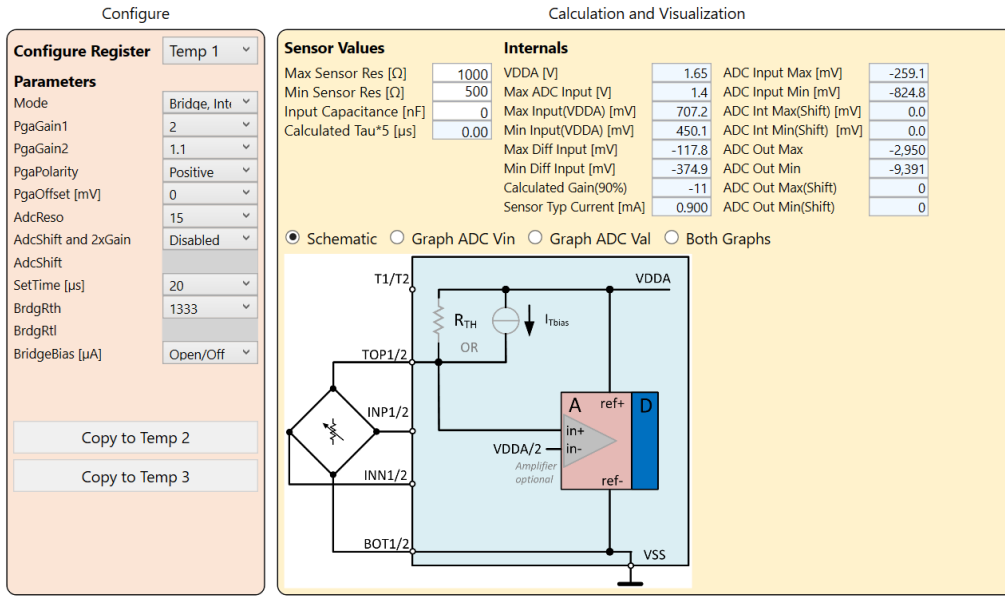 Configure
Calculation and Visualization
Configure Register Temp 1
Parameters
Mode Bridge, Inte
PgaGain1 2
PgaGain2 1.1
PgaPolarity Positive
PgaOffset [mV] 0
AdcReso 15
AdcShift and 2xGain Disabled
AdcShift
SetTime [µs] 20
BrdgRth 1333
BrdgRtl
BridgeBias [µA] Open/Off
Copy to Temp 2
Copy to Temp 3
Sensor Values
Max Sensor Res [Ω] 1000
Min Sensor Res [Ω] 500
Input Capacitance [nF] 0
Calculated Tau*5 [µs] 0.00
Internals
VDDA [V] 1.65
Max ADC Input [V] 1.4
Max Input(VDDA) [mV] 707.2
Min Input(VDDA) [mV] 450.1
Max Diff Input [mV] -117.8
Min Diff Input [mV] -374.9
Calculated Gain(90%) -11
Sensor Typ Current [mA] 0.900
ADC Input Max [mV] -259.1
ADC Input Min [mV] -824.8
ADC Int Max(Shift) [mV] 0.0
ADC Int Min(Shift) [mV] 0.0
ADC Out Max -2,950
ADC Out Min -9,391
ADC Out Max(Shift) 0
ADC Out Min(Shift) 0
Schematic Graph ADC Vin Graph ADC Val Both Graphs
T1/T2
VDDA
RTH
ITbias
OR
TOP1/2
INP1/2
A ref+ D
in+
VDDA/2 in-
Amplifier
optional
INN1/2
ref-
BOT1/2
VSS